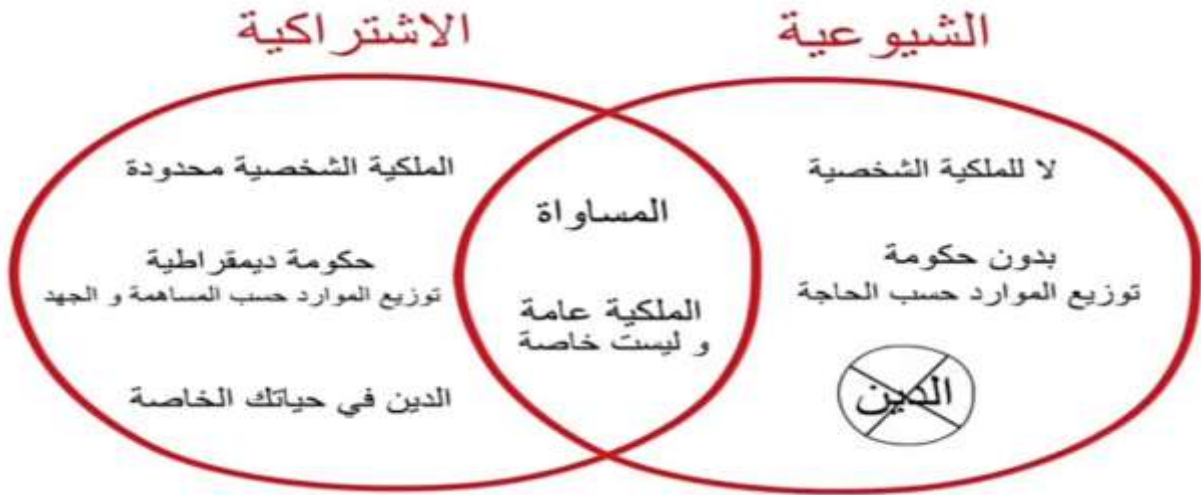 الشيوعية
لا للملكية الشخصية
بدون حكومة
توزيع الموارد حسب الحاجة
الدين
المساواة
الملكية عامة
و ليست خاصة
الاشتراكية
الملكية الشخصية محدودة
حكومة ديمقراطية
توزيع الموارد حسب المساهمة و الجهد
الدين في حياتك الخاصة